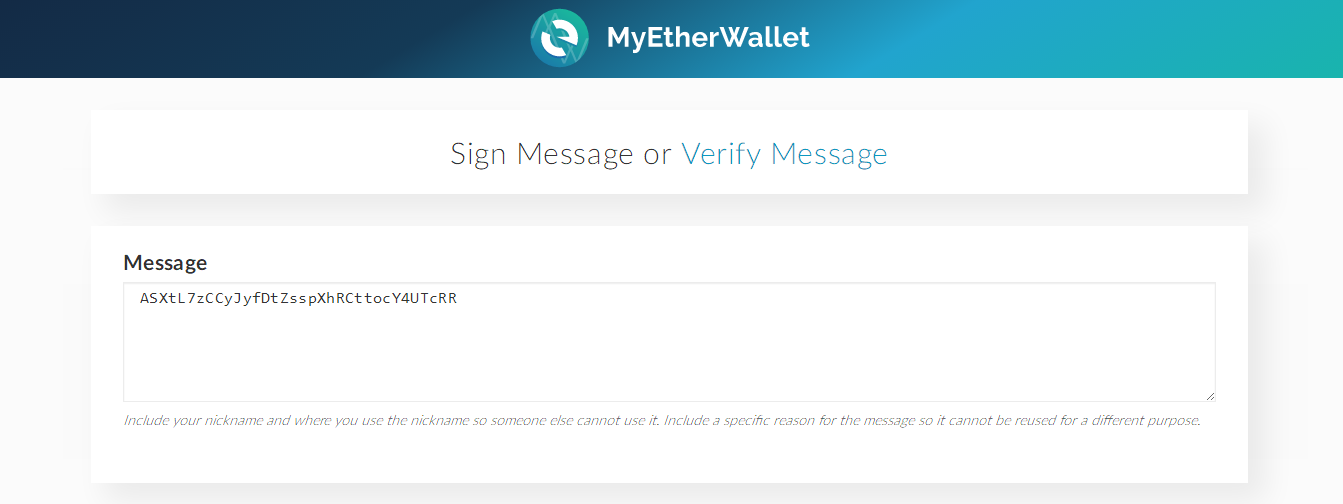 MyEtherWallet
Sign Message or Verify Message
Message
ASXtL7zCCyJyfDtZsspXhRCttocY4UTcRR
Include your nickname and where you use the nickname so someone else cannot use it. Include a specific reason for the message so it cannot be reused for a different purpose.